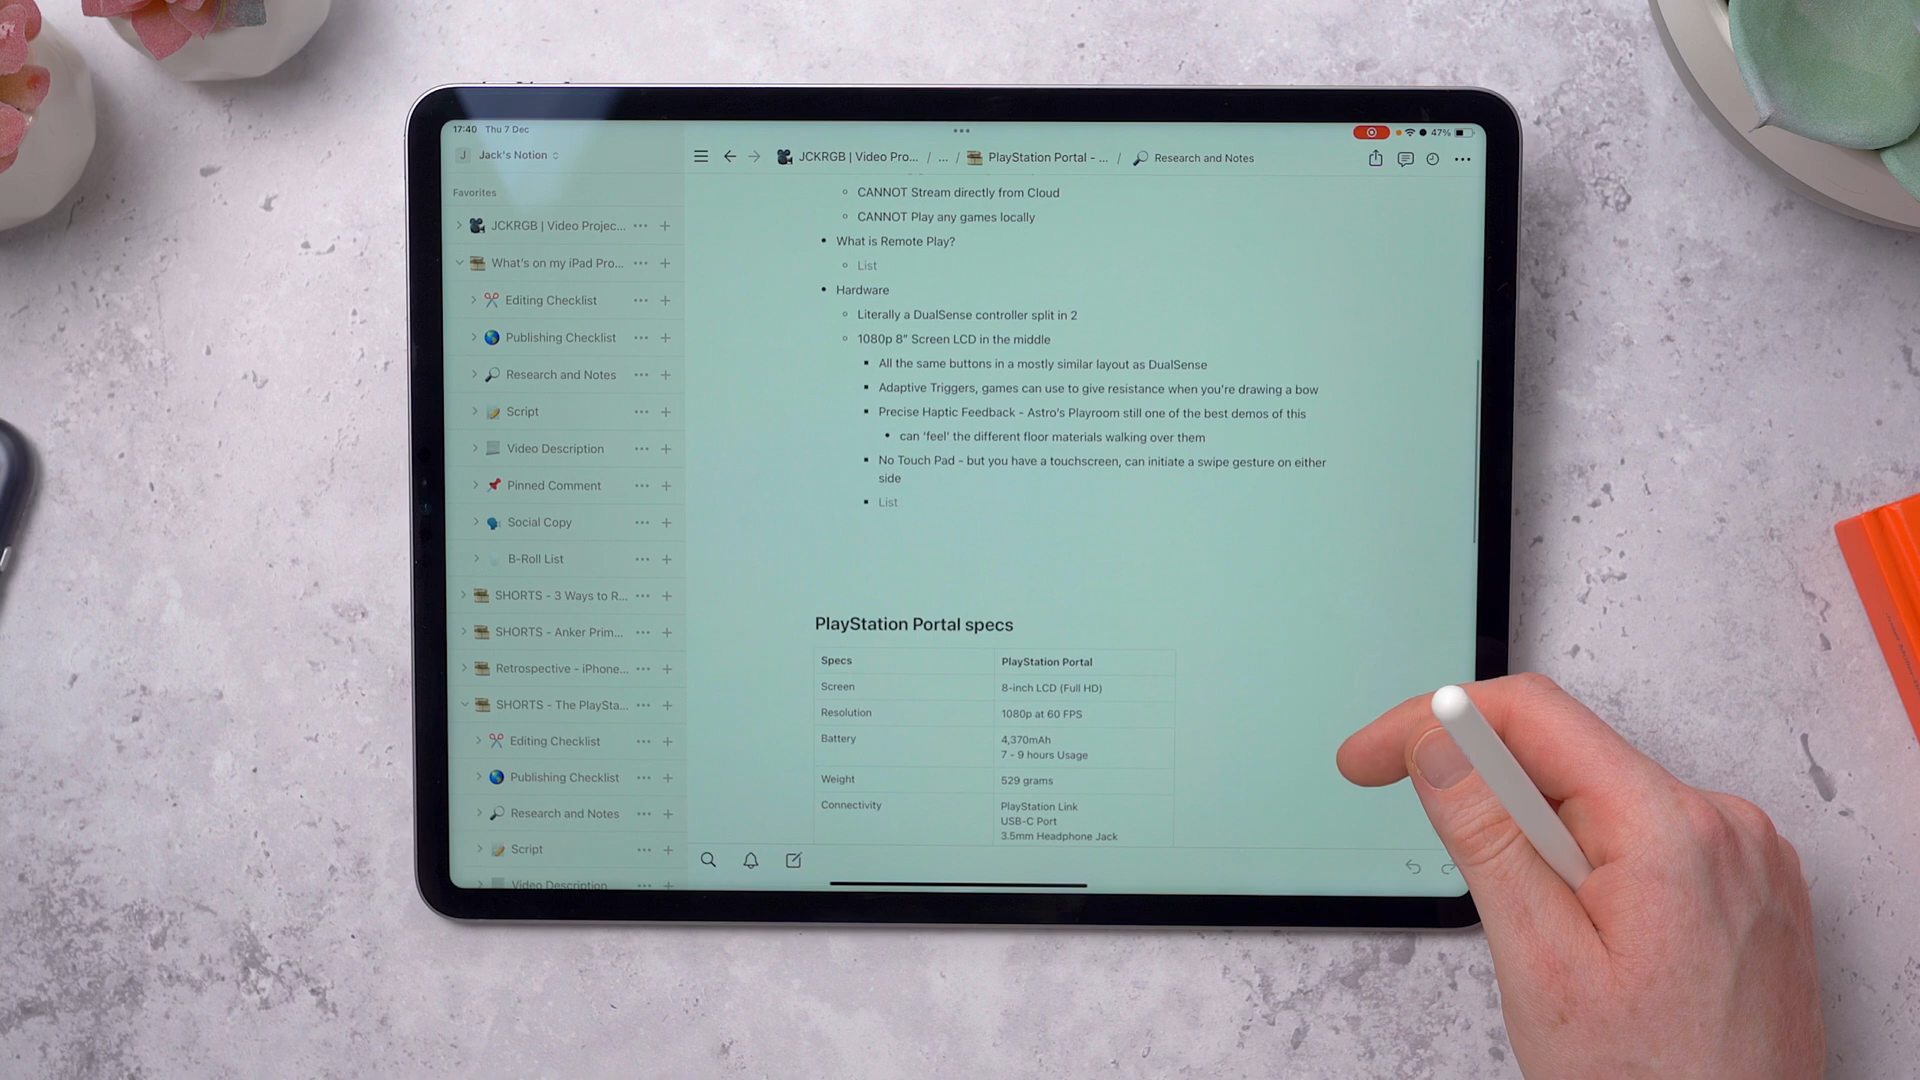 17:40 Thu 7 Dec
47%
J Jack's Notion
Favorites
JCKRGB | Video Projec...
What's on my iPad Pro...
Editing Checklist
Publishing Checklist
Research and Notes
Script
Video Description
Pinned Comment
Social Copy
B-Roll List
SHORTS - 3 Ways to R...
SHORTS - Anker Prim...
Retrospective - iPhone...
SHORTS - The PlaySta...
Editing Checklist
Publishing Checklist
Research and Notes
Script
Video Description
JCKRGB | Video Pro... / ... / PlayStation Portal - ... / Research and Notes
CANNOT Stream directly from Cloud
CANNOT Play any games locally
What is Remote Play?
List
Hardware
Literally a DualSense controller split in 2
1080p 8" Screen LCD in the middle
All the same buttons in a mostly similar layout as DualSense
Adaptive Triggers, games can use to give resistance when you're drawing a bow
Precise Haptic Feedback - Astro's Playroom still one of the best demos of this
can 'feel' the different floor materials walking over them
No Touch Pad - but you have a touchscreen, can initiate a swipe gesture on either
side
List
PlayStation Portal specs
Specs PlayStation Portal
Screen 8-inch LCD (Full HD)
Resolution 1080p at 60 FPS
Battery 4,370mAh
7 - 9 hours Usage
Weight 529 grams
Connectivity PlayStation Link
USB-C Port
3.5mm Headphone Jack